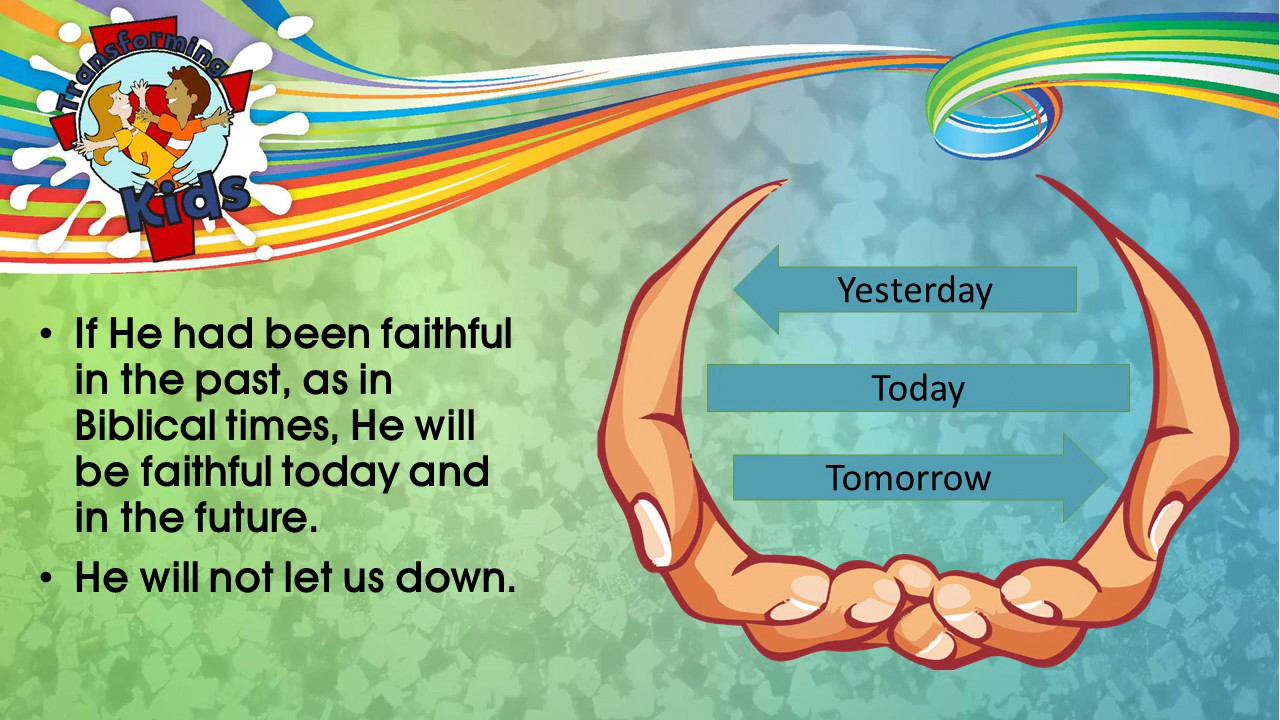 Transforming
Kids
• If He had been faithful
in the past, as in
Biblical times, He will
be faithful today and
in the future.
• He will not let us down.
Yesterday
Today
Tomorrow